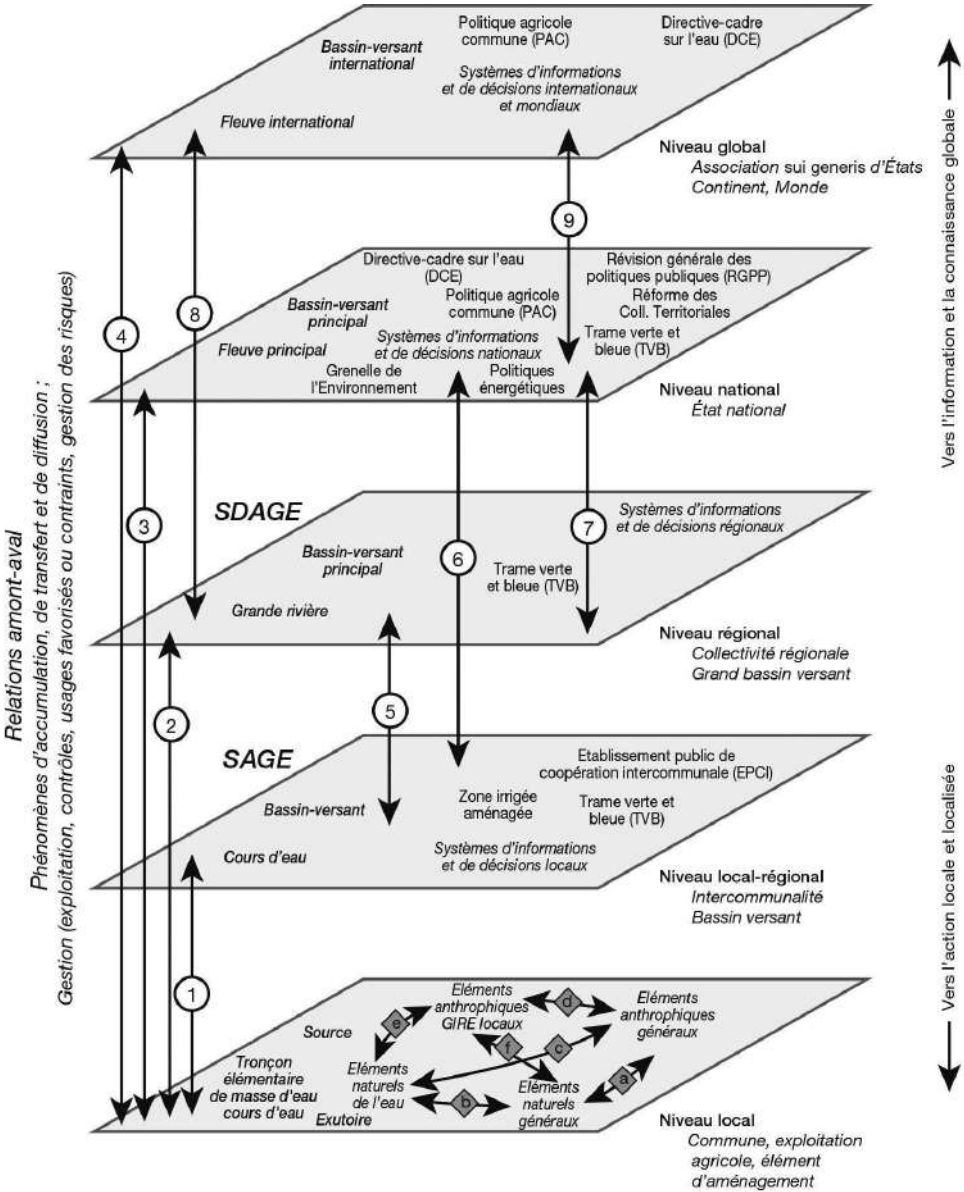 Politique agricole
commune (PAC)
Directive-cadre
sur l'eau (DCE)
Bassin-versant
international
Systèmes d'informations
et de décisions internationaux
et mondiaux
Fleuve international
Niveau global
Association sui generis d'États
Continent, Monde
9
8
4
Directive-cadre sur l'eau
(DCE)
Révision générale des
politiques publiques (RGPP)
Bassin-versant
principal
Politique agricole
commune (PAC)
Réforme des
Coll. Territoriales
Fleuve principal
Systèmes d'informations
et de décisions nationaux
Trame verte et
bleue (TVB)
Grenelle de
l'Environnement
Politiques
énergétiques
Niveau national
État national
SDAGE
3
6
7
Systèmes d'informations
et de décisions régionaux
Bassin-versant
principal
Trame verte
et bleue (TVB)
Grande rivière
Niveau régional
Collectivité régionale
Grand bassin versant
2
5
SAGE
Etablissement public de
coopération intercommunale (EPCI)
Bassin-versant
Zone irriguée
aménagée
Trame verte et
bleue (TVB)
Cours d'eau
Systèmes d'informations
et de décisions locaux
Niveau local-régional
Intercommunalité
Bassin versant
1
Eléments
anthrophiques
GIRE locaux
d
Eléments
anthrophiques
généraux
Source
e
f
c
Tronçon
élémentaire
de masse d'eau
cours d'eau
Eléments
naturels
de l'eau
b
Eléments
naturels
généraux
a
Exutoire
Niveau local
Commune, exploitation
agricole, élément
d'aménagement
Relations amont-aval
Phénomènes d'accumulation, de transfert et de diffusion ;
Gestion (exploitation, contrôles, usages favorisés ou contraints, gestion des risques)
Vers l'information et la connaissance globale
Vers l'action locale et localisée